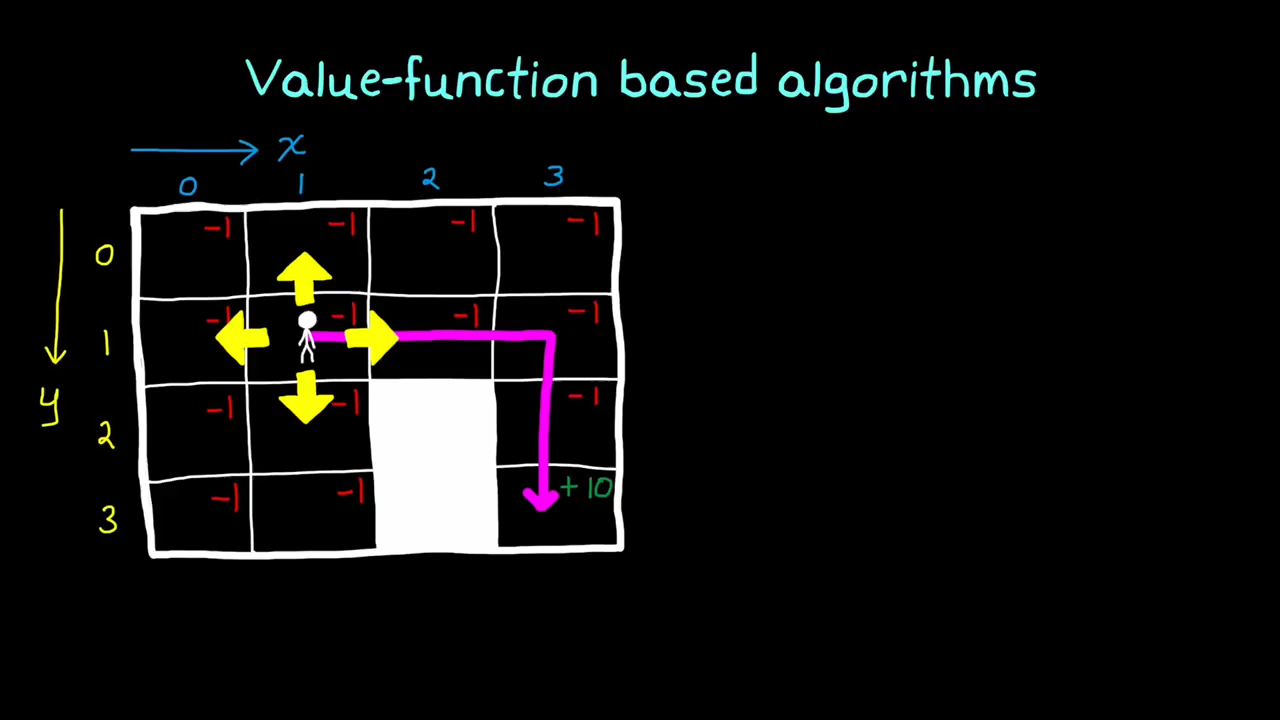 Value-function based algorithms
x
0 1 2 3
0 -1 -1 -1 -1
1 -1 -1 -1 -1
y
2 -1 -1 -1
3 -1 -1 +10